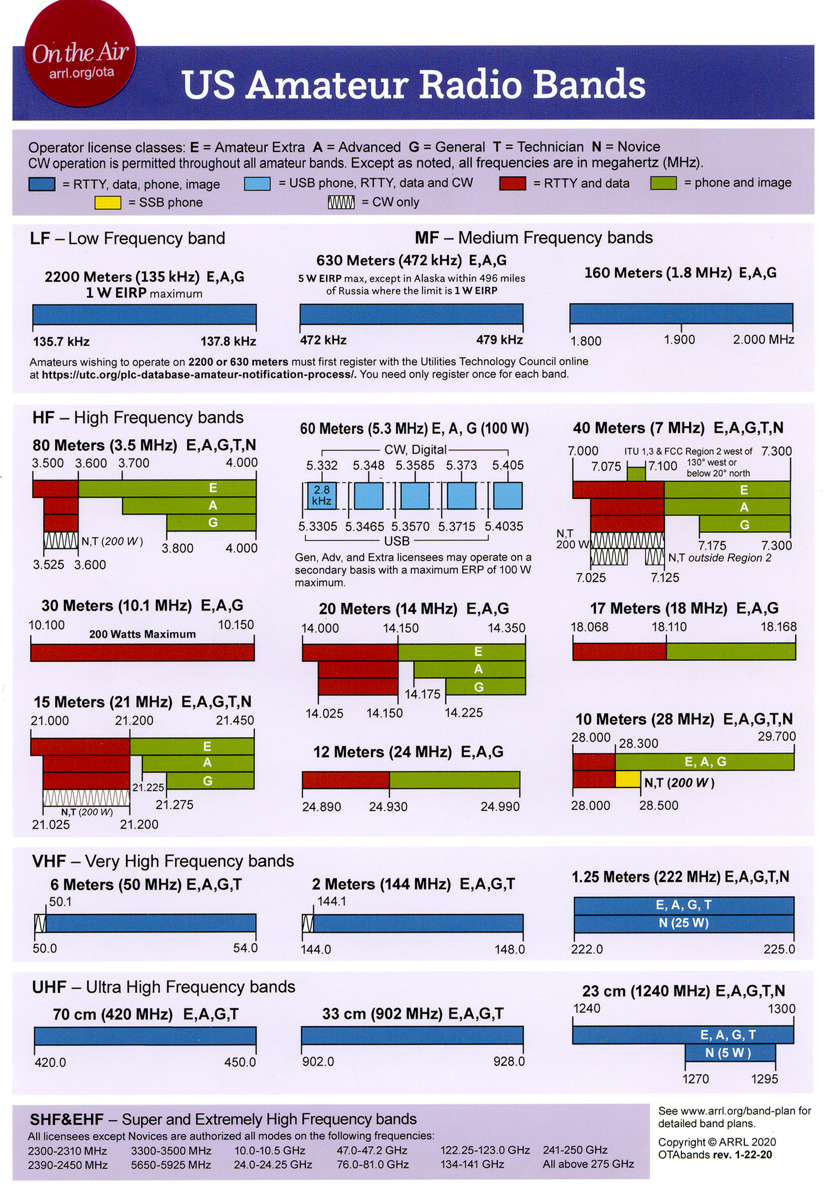 On the Air
arrl.org/ota
US Amateur Radio Bands
Operator license classes: E = Amateur Extra A = Advanced G = General T = Technician N = Novice
CW operation is permitted throughout all amateur bands. Except as noted, all frequencies are in megahertz (MHz).
= RTTY, data, phone, image = USB phone, RTTY, data and CW = RTTY and data = phone and image
= SSB phone = CW only
LF – Low Frequency band
2200 Meters (135 kHz) E,A,G
1 W EIRP maximum
135.7 kHz 137.8 kHz
MF – Medium Frequency bands
630 Meters (472 kHz) E,A,G
5 W EIRP max, except in Alaska within 496 miles
of Russia where the limit is 1 W EIRP
472 kHz 479 kHz
160 Meters (1.8 MHz) E,A,G
1.800 1.900 2.000 MHz
Amateurs wishing to operate on 2200 or 630 meters must first register with the Utilities Technology Council online
at https://utc.org/plc-database-amateur-notification-process/. You need only register once for each band.
HF – High Frequency bands
80 Meters (3.5 MHz) E,A,G,T,N
3.500 3.600 3.700 4.000
E
A
G
N,T (200 W)
3.800 4.000
3.525 3.600
60 Meters (5.3 MHz) E, A, G (100 W)
CW, Digital
5.332 5.348 5.3585 5.373 5.405
2.8
kHz
5.3305 5.3465 5.3570 5.3715 5.4035
USB
Gen, Adv, and Extra licensees may operate on a
secondary basis with a maximum ERP of 100 W
maximum.
40 Meters (7 MHz) E,A,G,T,N
7.000 ITU 1,3 & FCC Region 2 west of 7.300
7.075 7.100 130° west or
below 20° north
E
A
G
N,T
200 W
7.175 7.300
N,T outside Region 2
7.025 7.125
30 Meters (10.1 MHz) E,A,G
10.100 10.150
200 Watts Maximum
20 Meters (14 MHz) E,A,G
14.000 14.150 14.350
E
A
G
14.175
14.025 14.150 14.225
17 Meters (18 MHz) E,A,G
18.068 18.110 18.168
15 Meters (21 MHz) E,A,G,T,N
21.000 21.200 21.450
E
A
G
21.225
21.275
N,T (200 W)
21.025 21.200
12 Meters (24 MHz) E,A,G
24.890 24.930 24.990
10 Meters (28 MHz) E,A,G,T,N
28.000 28.300 29.700
E, A, G
N,T (200 W)
28.000 28.500
VHF – Very High Frequency bands
6 Meters (50 MHz) E,A,G,T
50.1
50.0 54.0
2 Meters (144 MHz) E,A,G,T
144.1
144.0 148.0
1.25 Meters (222 MHz) E,A,G,T,N
E, A, G, T
N (25 W)
222.0 225.0
UHF – Ultra High Frequency bands
70 cm (420 MHz) E,A,G,T
420.0 450.0
33 cm (902 MHz) E,A,G,T
902.0 928.0
23 cm (1240 MHz) E,A,G,T,N
1240 1300
E, A, G, T
N (5 W)
1270 1295
SHF&EHF – Super and Extremely High Frequency bands
All licensees except Novices are authorized all modes on the following frequencies:
2300-2310 MHz 3300-3500 MHz 10.0-10.5 GHz 47.0-47.2 GHz 122.25-123.0 GHz 241-250 GHz
2390-2450 MHz 5650-5925 MHz 24.0-24.25 GHz 76.0-81.0 GHz 134-141 GHz All above 275 GHz
See www.arrl.org/band-plan for
detailed band plans.
Copyright © ARRL 2020
OTAbands rev. 1-22-20